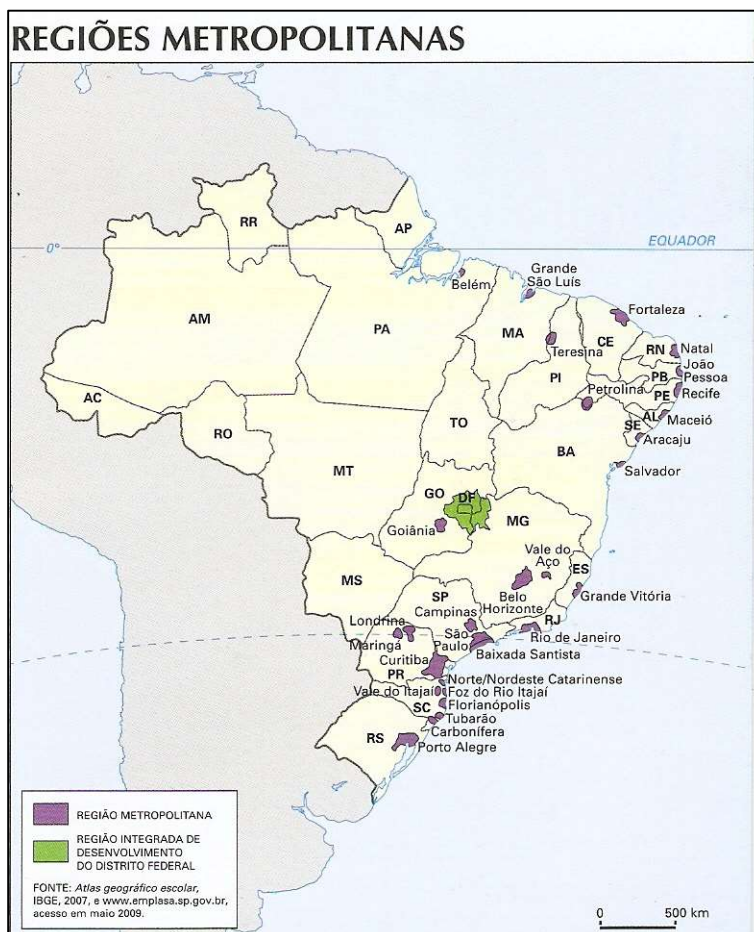 REGIÕES METROPOLITANAS
RR
AP
0°
EQUADOR
Belém
Grande
São Luís
Fortaleza
AM
PA
MA
CE
Teresina
RN
Natal
João
Pessoa
PB
PI
Petrolina
PE
Recife
AC
TO
AL
Maceió
SE
Aracaju
RO
BA
Salvador
MT
GO
DF
Goiânia
MG
Vale do
Aço
ES
MS
Belo
Horizonte
Grande Vitória
SP
Campinas
RJ
Londrina
São
Paulo
Rio de Janeiro
Maringá
Baixada Santista
Curitiba
PR
Norte/Nordeste Catarinense
Vale do Itajaí
Foz do Rio Itajaí
SC
Florianópolis
Tubarão
Carbonífera
RS
Porto Alegre
REGIÃO METROPOLITANA
REGIÃO INTEGRADA DE
DESENVOLVIMENTO
DO DISTRITO FEDERAL
FONTE: Atlas geográfico escolar,
IBGE, 2007, e www.emplasa.sp.gov.br,
acesso em maio 2009.
0 500 km